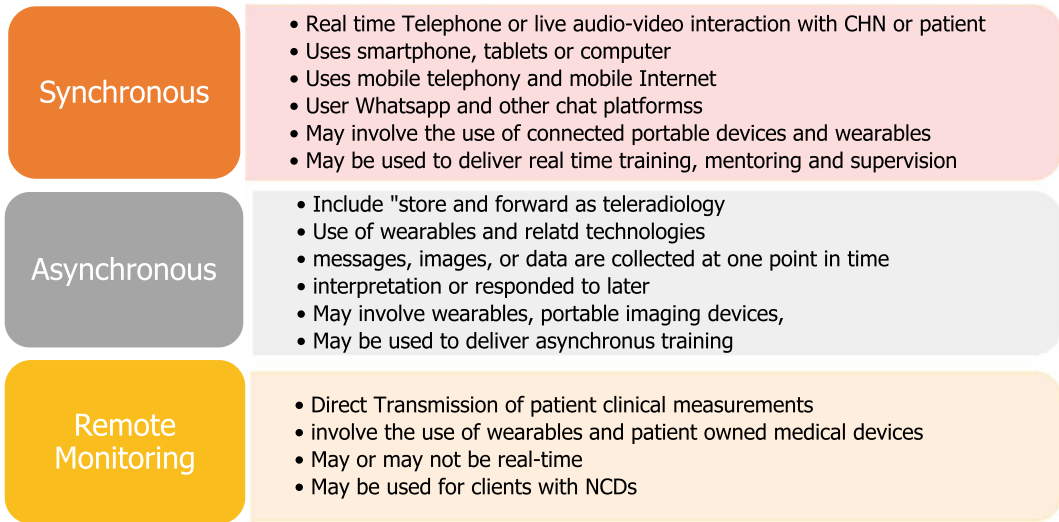 Synchronous
• Real time Telephone or live audio-video interaction with CHN or patient
• Uses smartphone, tablets or computer
• Uses mobile telephony and mobile Internet
• User Whatsapp and other chat platformss
• May involve the use of connected portable devices and wearables
• May be used to deliver real time training, mentoring and supervision
Asynchronous
• Include "store and forward as teleradiology
• Use of wearables and relatd technologies
• messages, images, or data are collected at one point in time
• interpretation or responded to later
• May involve wearables, portable imaging devices,
• May be used to deliver asynchronus training
Remote
Monitoring
• Direct Transmission of patient clinical measurements
• involve the use of wearables and patient owned medical devices
• May or may not be real-time
• May be used for clients with NCDs